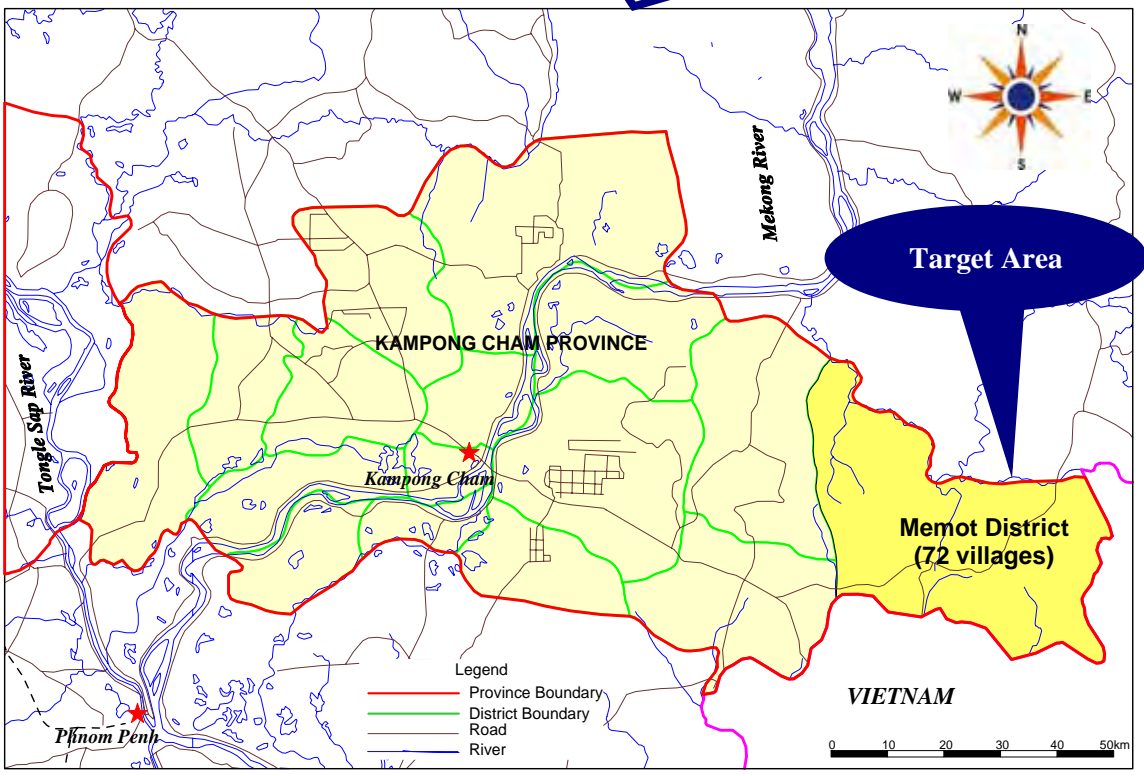 N
W
E
S
Mekong River
Target Area
KAMPONG CHAM PROVINCE
Tongle Sap River
Kampong Cham
Memot District
(72 villages)
Legend
Province Boundary
District Boundary
Road
River
VIETNAM
Phnom Penh
0 10 20 30 40 50km